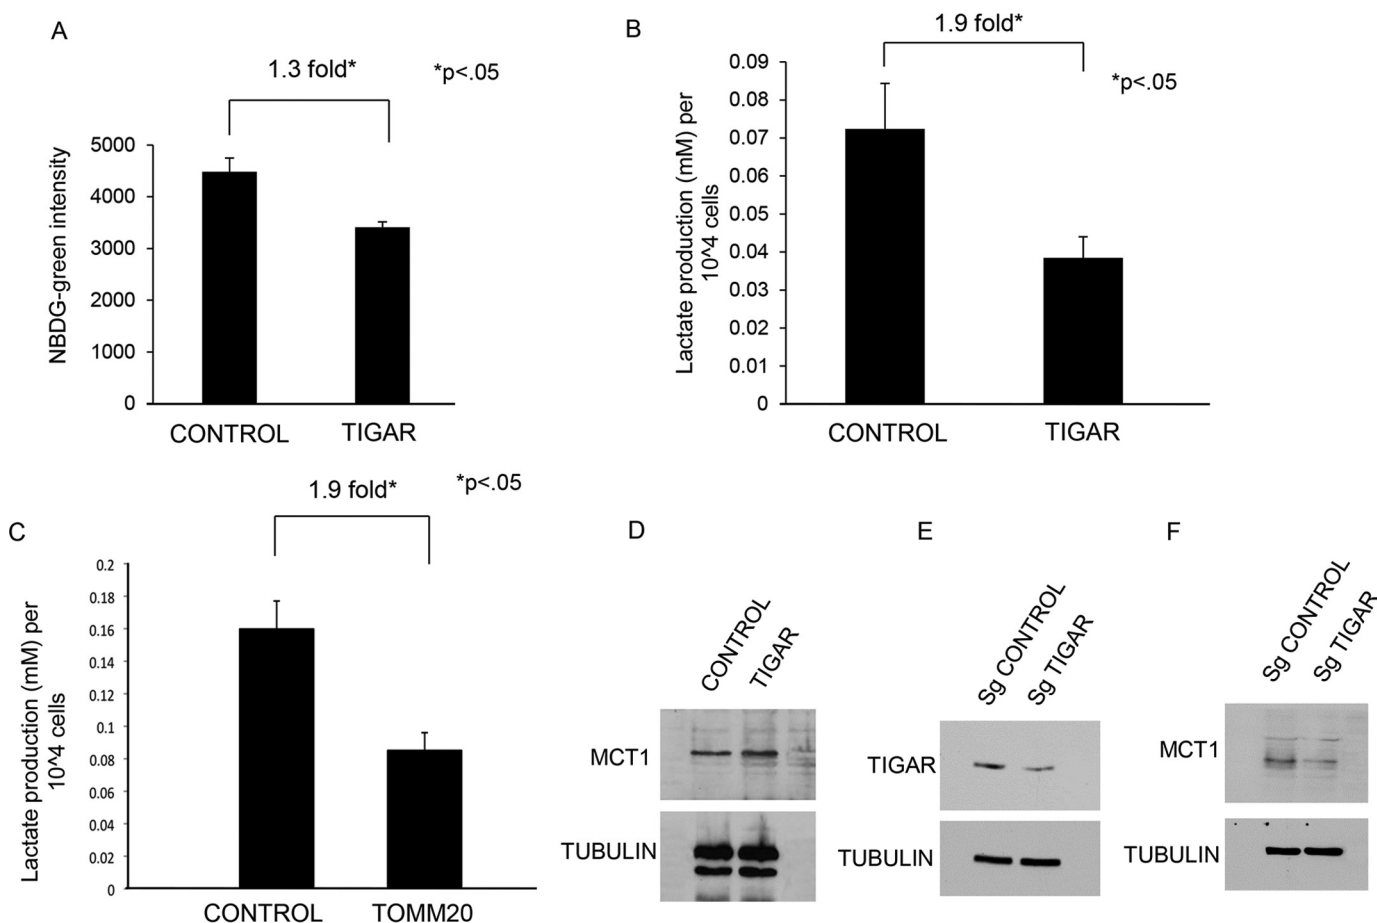 A
1.3 fold*
*p<.05
NBDG-green intensity
5000
4000
3000
2000
1000
0
CONTROL TIGAR
B
1.9 fold*
*p<.05
Lactate production (mM) per
10^4 cells
0.09
0.08
0.07
0.06
0.05
0.04
0.03
0.02
0.01
0
CONTROL TIGAR
C
1.9 fold*
*p<.05
Lactate production (mM) per
10^4 cells
0.2
0.18
0.16
0.14
0.12
0.1
0.08
0.06
0.04
0.02
0
CONTROL TOMM20
D
CONTROL
TIGAR
MCT1
TUBULIN
E
Sg CONTROL
Sg TIGAR
TIGAR
TUBULIN
F
Sg CONTROL
Sg TIGAR
MCT1
TUBULIN